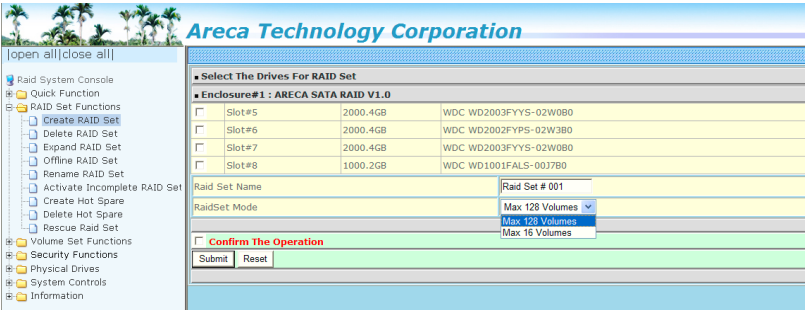 Areca Technology Corporation
|open all|close all|
Raid System Console
Quick Function
RAID Set Functions
Create RAID Set
Delete RAID Set
Expand RAID Set
Offline RAID Set
Rename RAID Set
Activate Incomplete RAID Set
Create Hot Spare
Delete Hot Spare
Rescue Raid Set
Volume Set Functions
Security Functions
Physical Drives
System Controls
Information
Select The Drives For RAID Set
Enclosure#1 : ARECA SATA RAID V1.0
Slot#5 2000.4GB WDC WD2003FYYS-02W0B0
Slot#6 2000.4GB WDC WD2002FYPS-02W3B0
Slot#7 2000.4GB WDC WD2003FYYS-02W0B0
Slot#8 1000.2GB WDC WD1001FALS-00J7B0
Raid Set Name Raid Set # 001
RaidSet Mode Max 128 Volumes
Max 128 Volumes
Max 16 Volumes
Confirm The Operation
Submit Reset